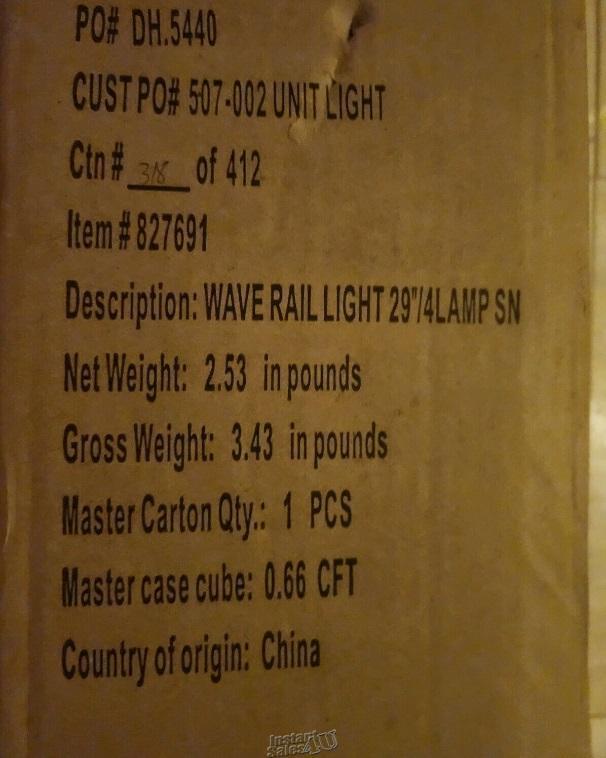 PO# DH.5440
CUST PO# 507-002 UNIT LIGHT
Ctn # 318 of 412
Item # 827691
Description: WAVE RAIL LIGHT 29"/4LAMP SN
Net Weight: 2.53 in pounds
Gross Weight: 3.43 in pounds
Master Carton Qty.: 1 PCS
Master case cube: 0.66 CFT
Country of origin: China
Instant
Sales4U